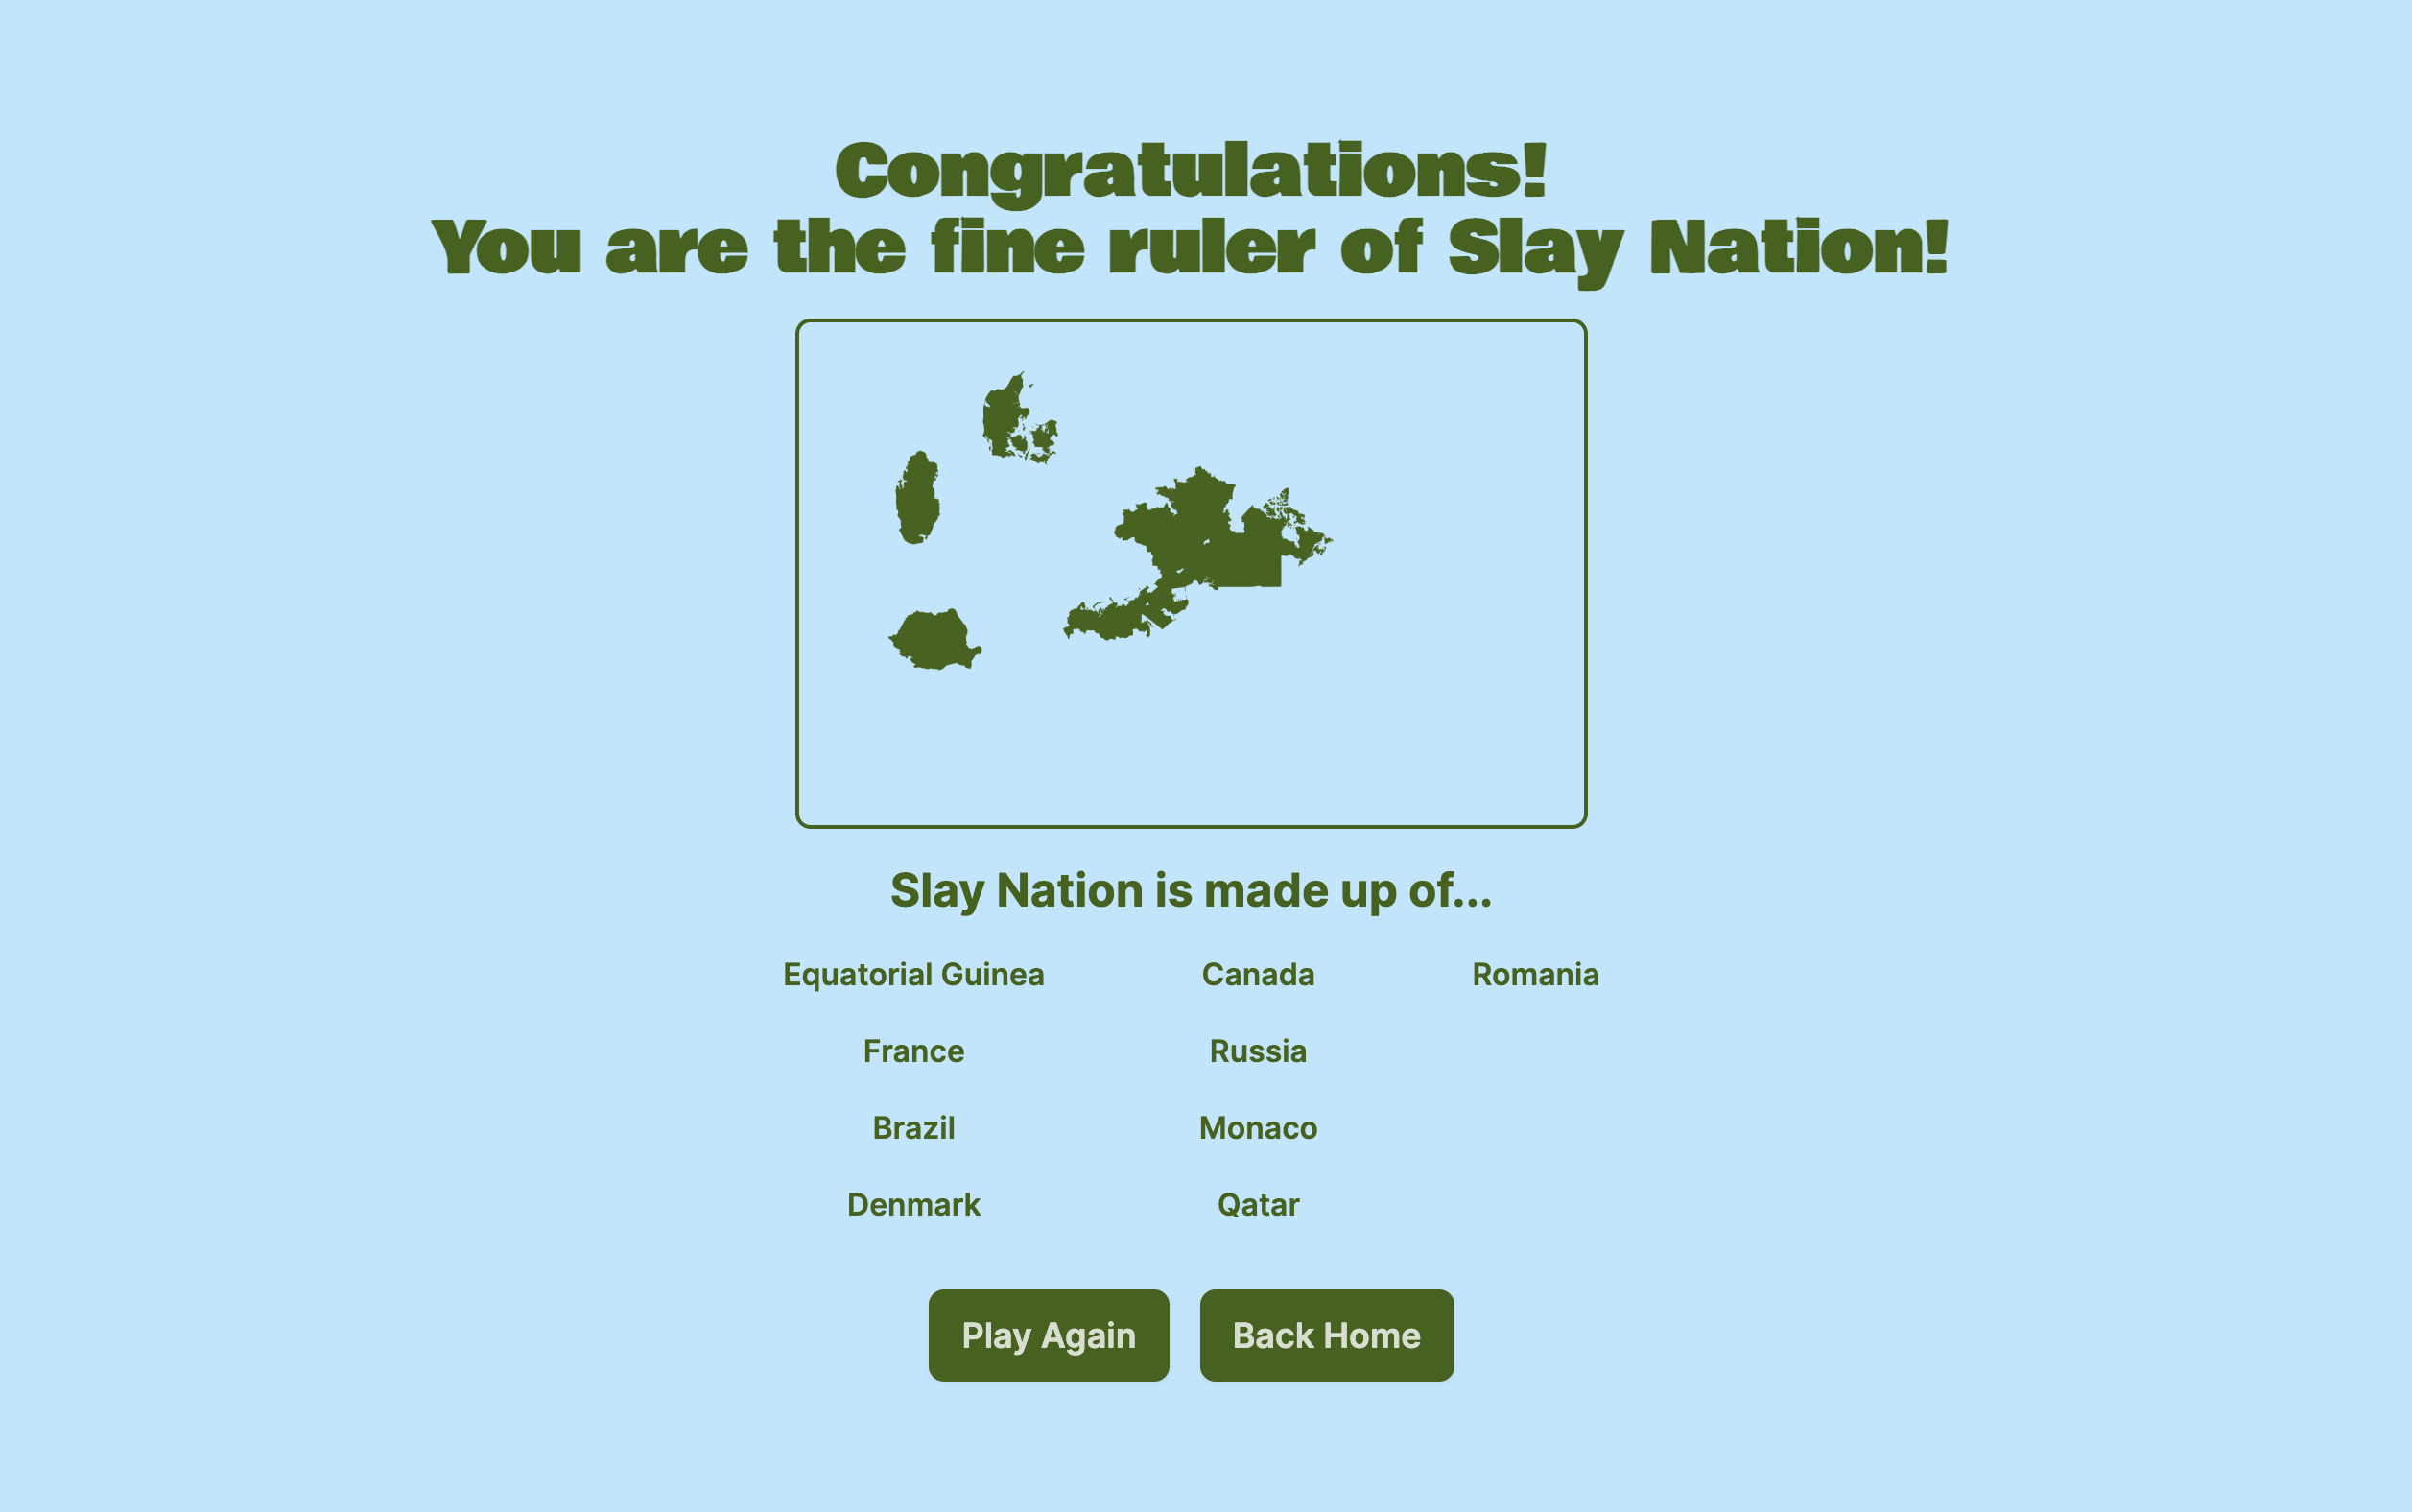 Congratulations!
You are the fine ruler of Slay Nation!
Slay Nation is made up of...
Equatorial Guinea
Canada
Romania
France
Russia
Brazil
Monaco
Denmark
Qatar
Play Again
Back Home